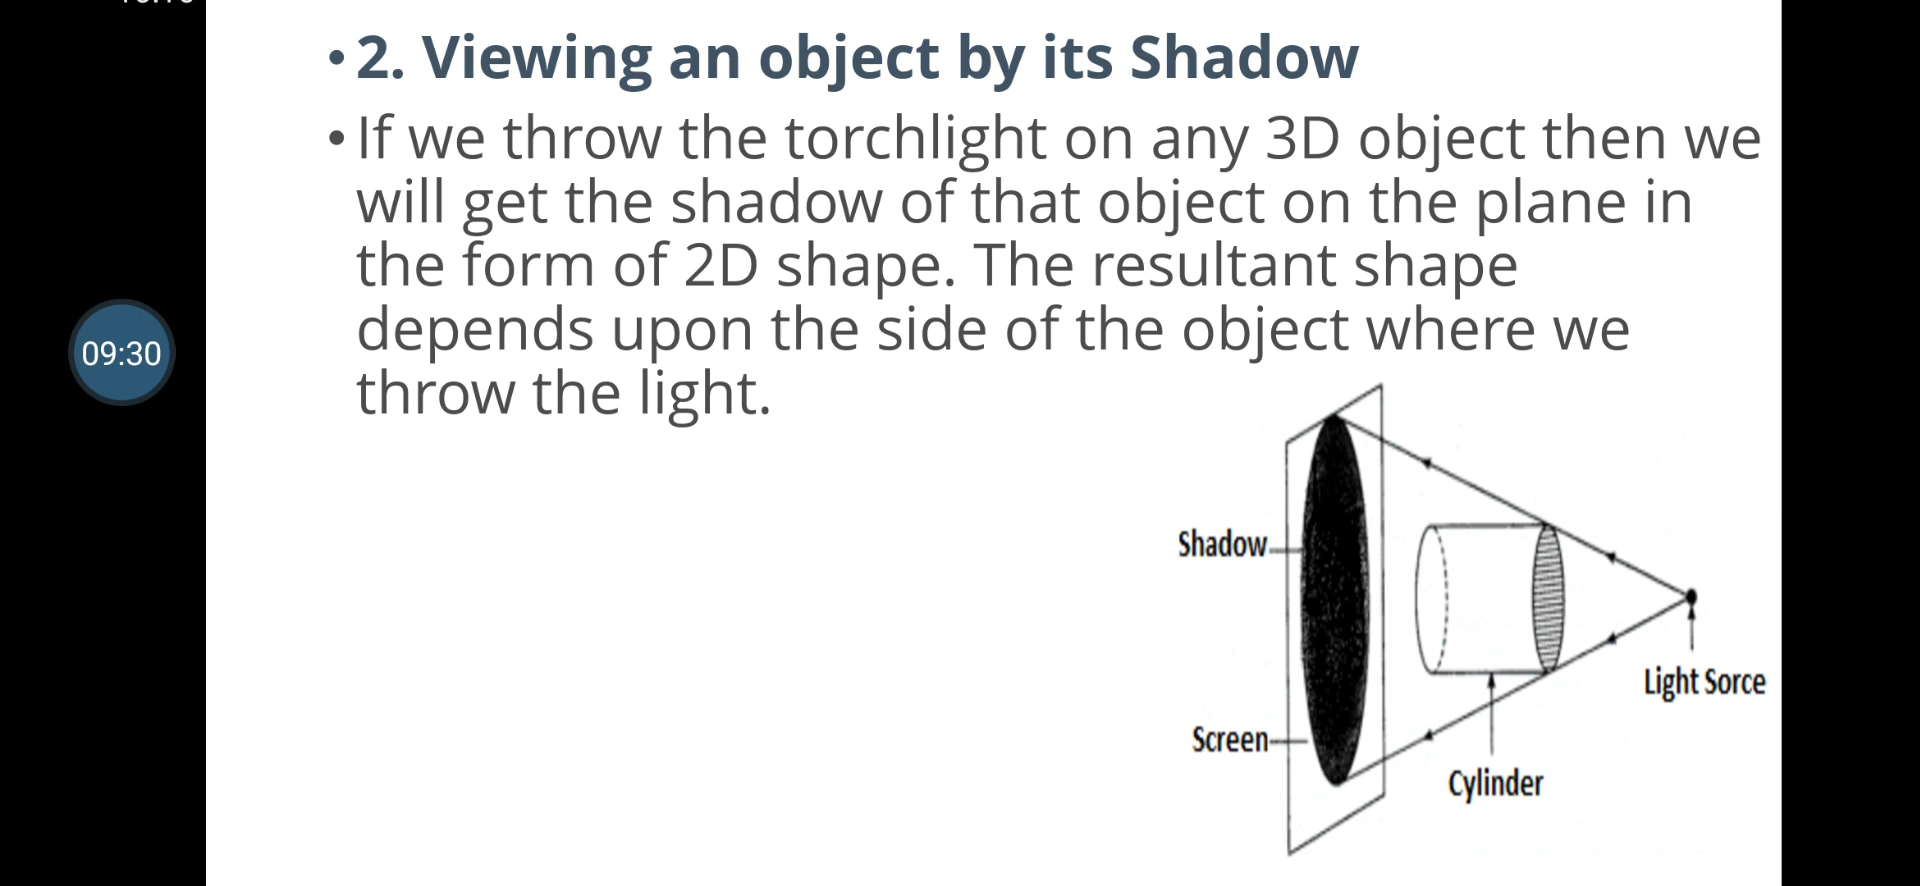 • 2. Viewing an object by its Shadow
• If we throw the torchlight on any 3D object then we
will get the shadow of that object on the plane in
the form of 2D shape. The resultant shape
depends upon the side of the object where we
throw the light.
09:30
Shadow
Light Sorce
Screen
Cylinder